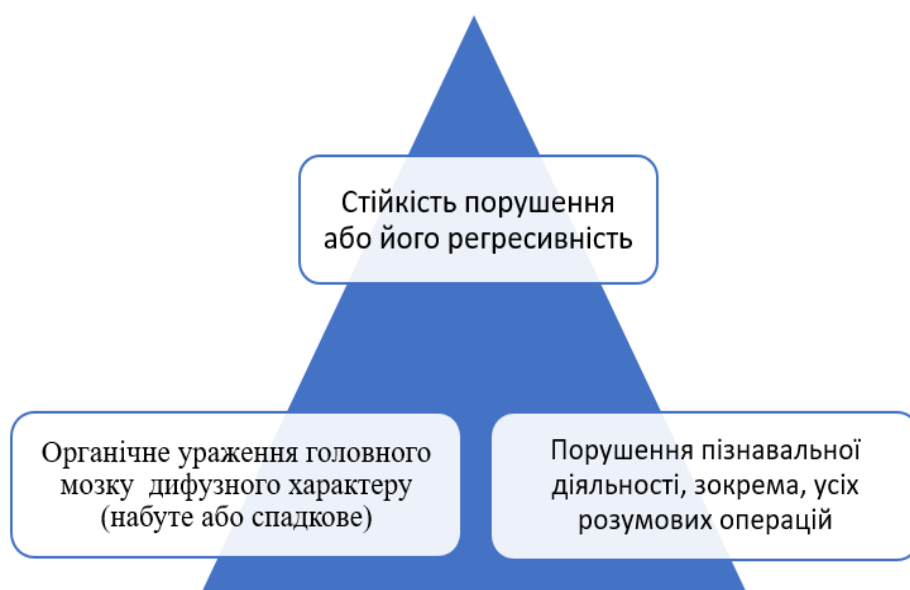 Стійкість порушення
або його регресивність
Органічне ураження головного
мозку дифузного характеру
(набуте або спадкове)
Порушення пізнавальної
діяльності, зокрема, усіх
розумових операцій